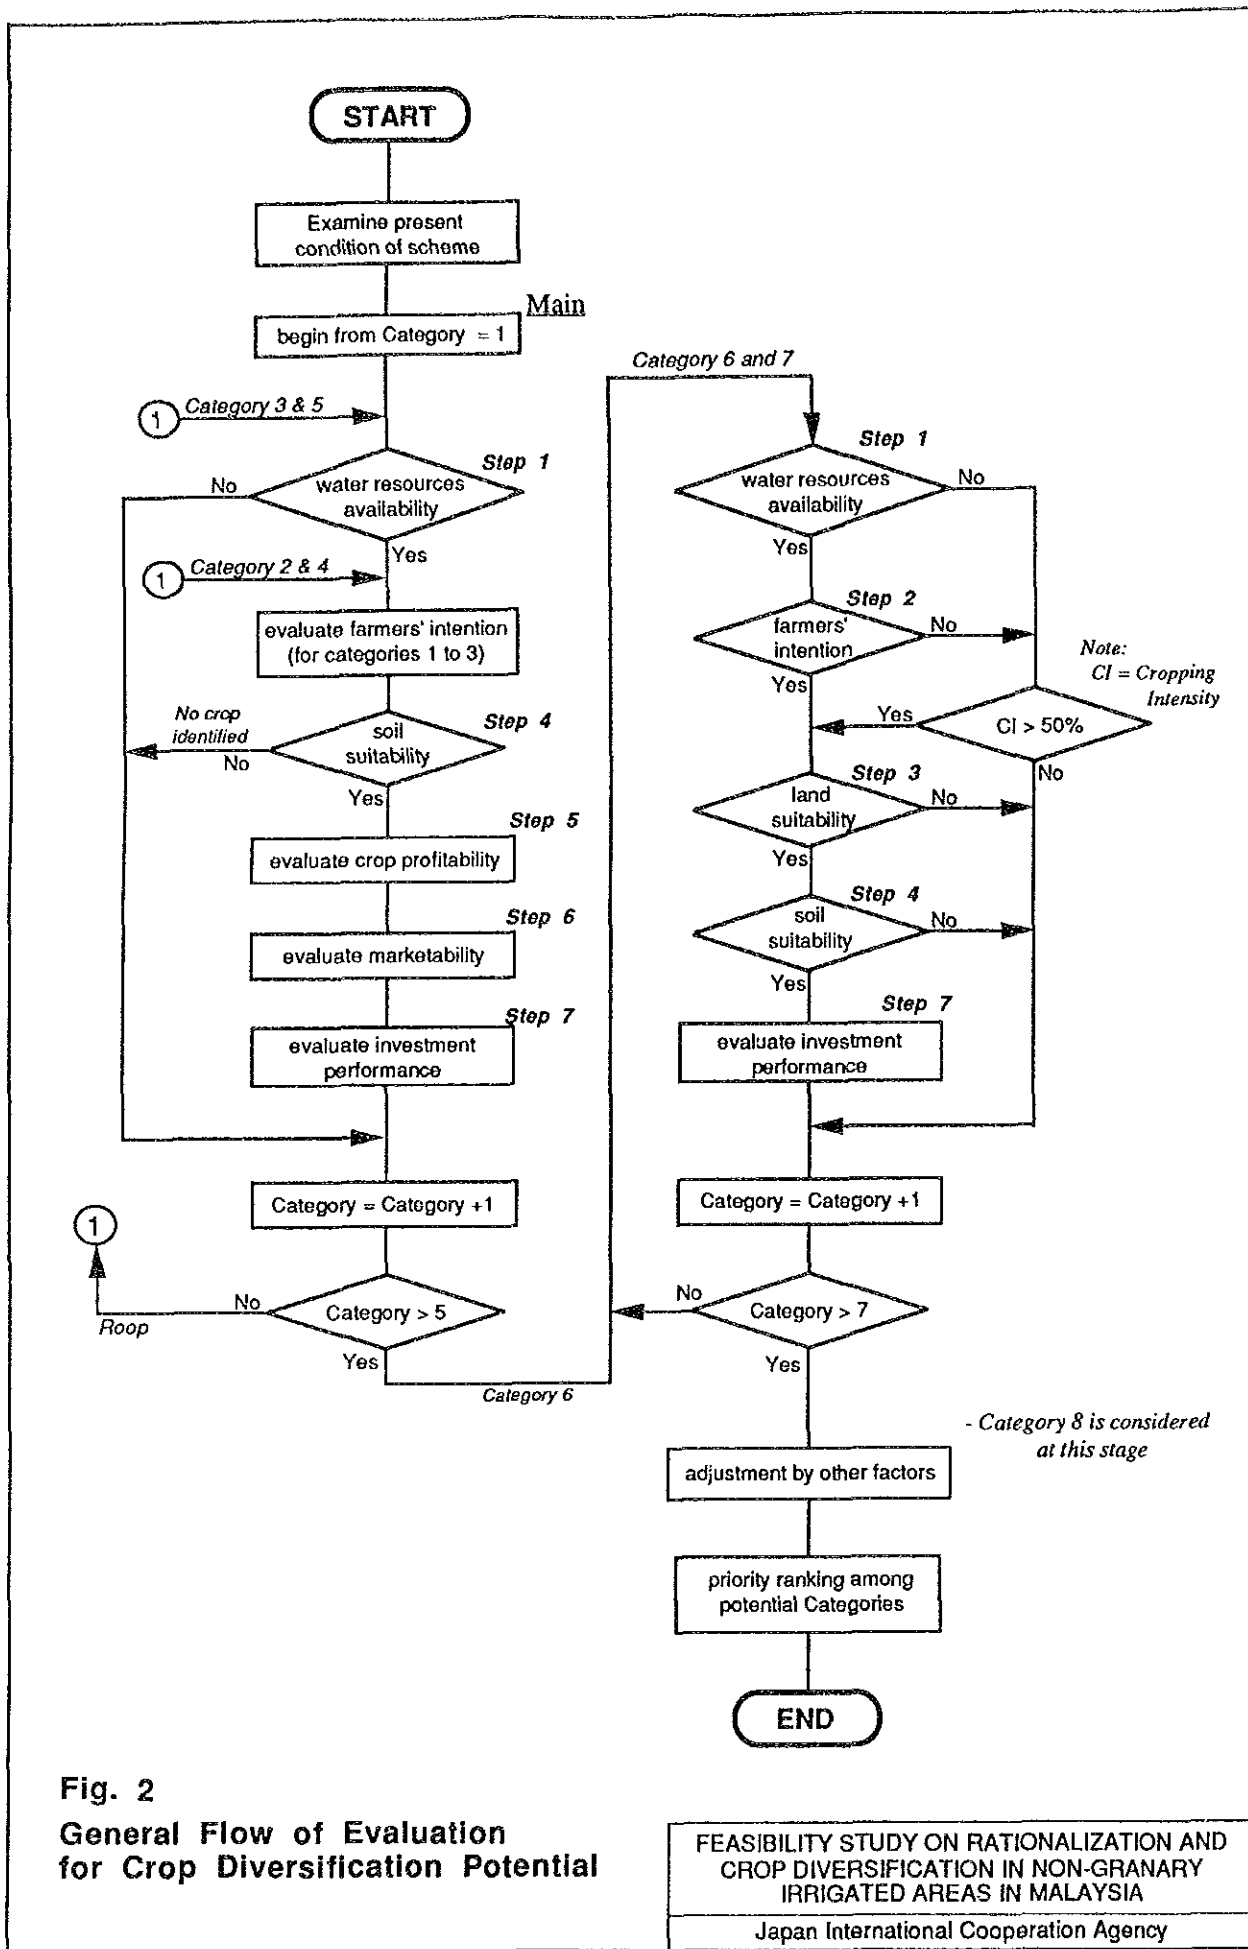 START
Examine present
condition of scheme
Main
begin from Category = 1
1 Category 3 & 5
Step 1
No
water resources
availability
Yes
1 Category 2 & 4
evaluate farmers' intention
(for categories 1 to 3)
No crop
identified
No
Step 4
soil
suitability
Yes
Step 5
evaluate crop profitability
Step 6
evaluate marketability
Step 7
evaluate investment
performance
Category = Category +1
1
Roop
No
Category > 5
Yes
Category 6
Category 6 and 7
Step 1
water resources
availability
No
Yes
Step 2
farmers'
intention
No
Yes
Note:
CI = Cropping
Intensity
Yes
CI > 50%
No
Step 3
land
suitability
No
Yes
Step 4
soil
suitability
No
Yes
Step 7
evaluate investment
performance
Category = Category +1
No
Category > 7
Yes
- Category 8 is considered
at this stage
adjustment by other factors
priority ranking among
potential Categories
END
Fig. 2
General Flow of Evaluation
for Crop Diversification Potential
FEASIBILITY STUDY ON RATIONALIZATION AND
CROP DIVERSIFICATION IN NON-GRANARY
IRRIGATED AREAS IN MALAYSIA
Japan International Cooperation Agency